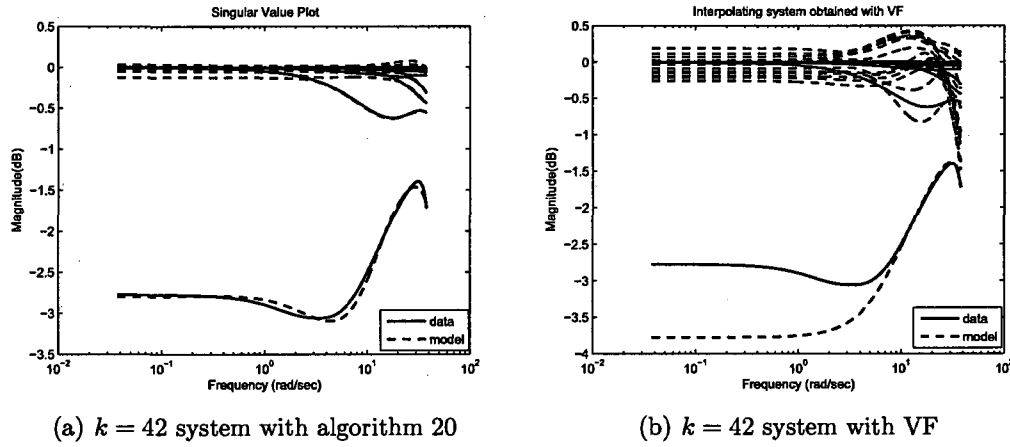 Singular Value Plot
0.5
0
-0.5
-1
-1.5
-2
-2.5
-3
-3.5
Magnitude(dB)
10^-2
10^-1
10^0
10^1
10^2
Frequency (rad/sec)
data
model
(a) k = 42 system with algorithm 20
Interpolating system obtained with VF
0.5
0
-0.5
-1
-1.5
-2
-2.5
-3
-3.5
-4
Magnitude(dB)
10^-2
10^-1
10^0
10^1
10^2
Frequency (rad/sec)
data
model
(b) k = 42 system with VF